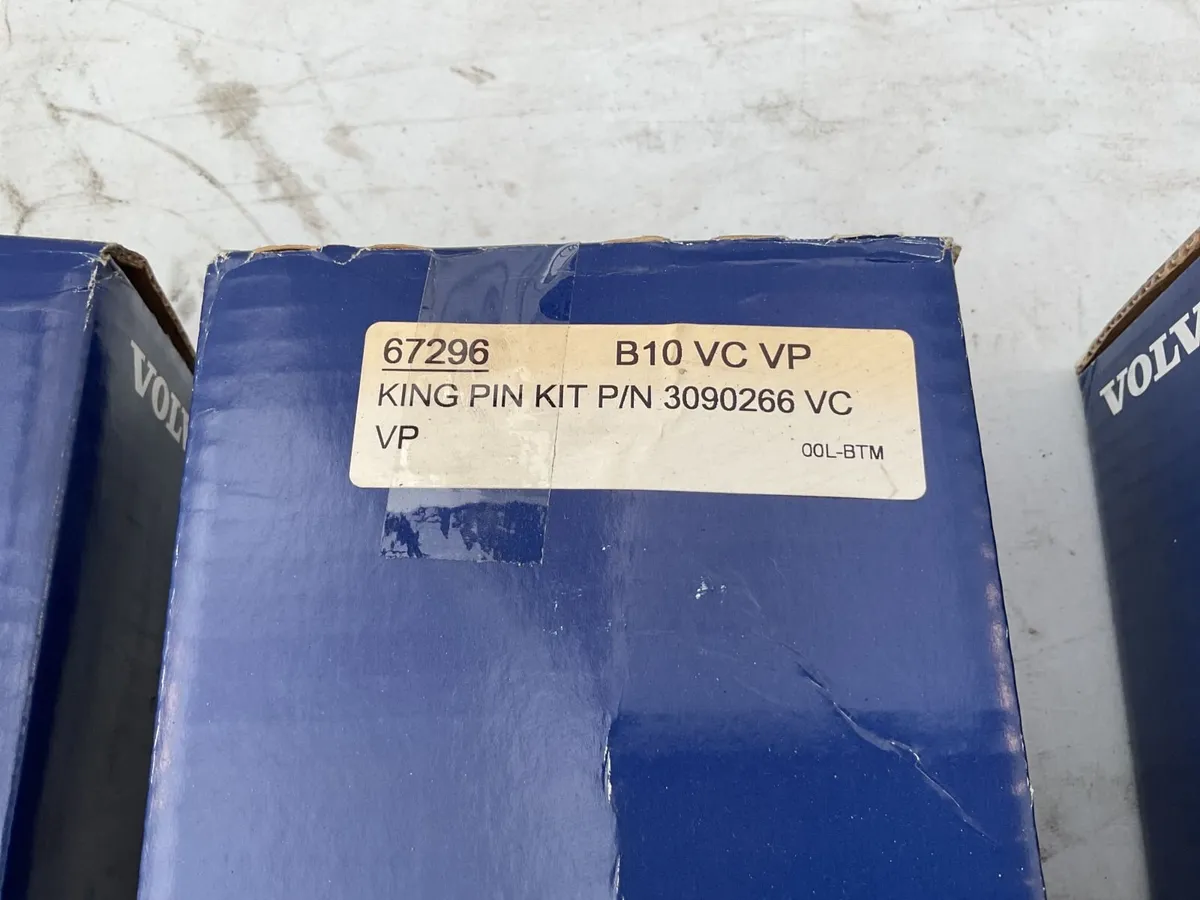 67296 B10 VC VP
KING PIN KIT P/N 3090266 VC
VP
00L-BTM
VOLV
VOLV